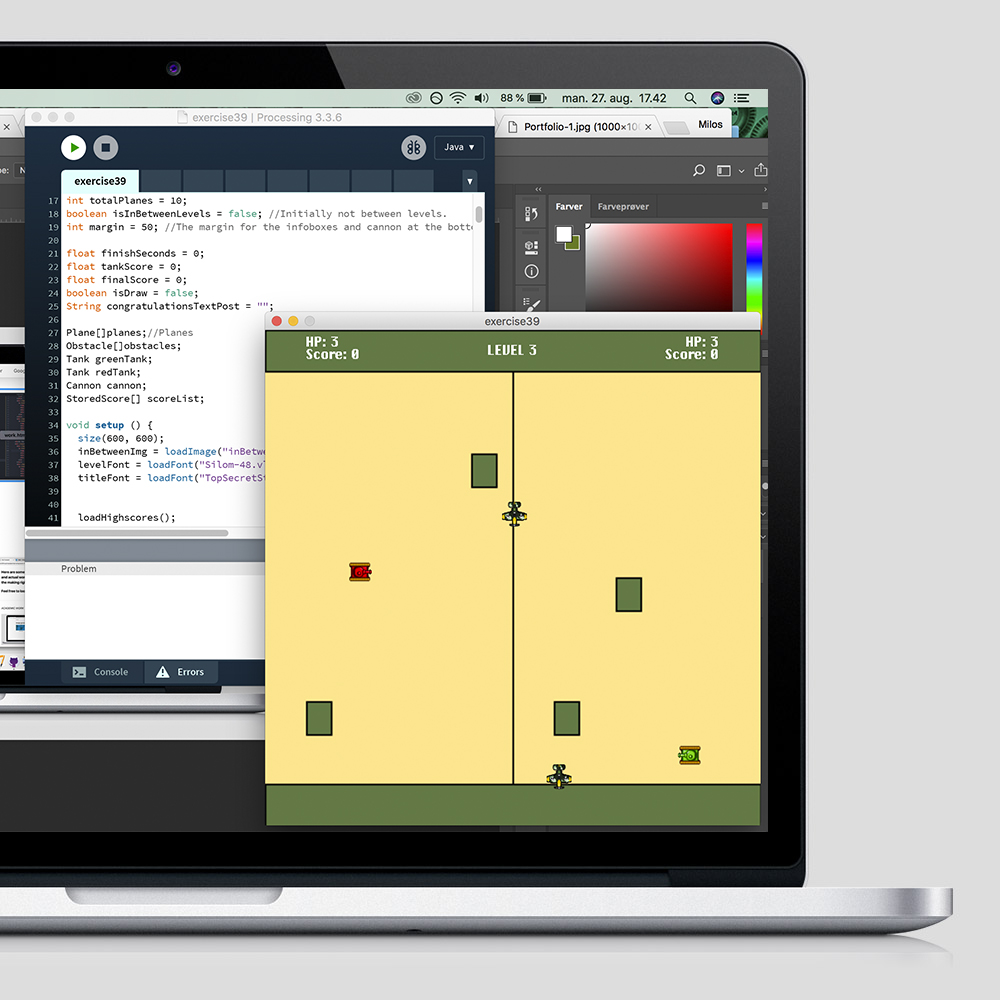 88 %
man. 27. aug. 17.42
exercise39 | Processing 3.3.6
Portfolio-1.jpg (1000×10
Milos
Java
exercise39
17 int totalPlanes = 10;
18 boolean isInBetweenLevels = false; //Initially not between levels.
19 int margin = 50; //The margin for the infoboxes and cannon at the bott
20
21 float finishSeconds = 0;
22 float tankScore = 0;
23 float finalScore = 0;
24 boolean isDraw = false;
25 String congratulationsTextPost = "";
26
27 Plane[]planes;//Planes
28 Obstacle[]obstacles;
29 Tank greenTank;
30 Tank redTank;
31 Cannon cannon;
32 StoredScore[] scoreList;
33
34 void setup () {
35 size(600, 600);
36 inBetweenImg = loadImage("inBetwe
37 levelFont = loadFont("Silom-48.v
38 titleFont = loadFont("TopSecretS
39
40
41 loadHighscores();
Problem
Console
Errors
Farver
Farveprøver
exercise39
HP: 3
Score: 0
LEVEL 3
HP: 3
Score: 0